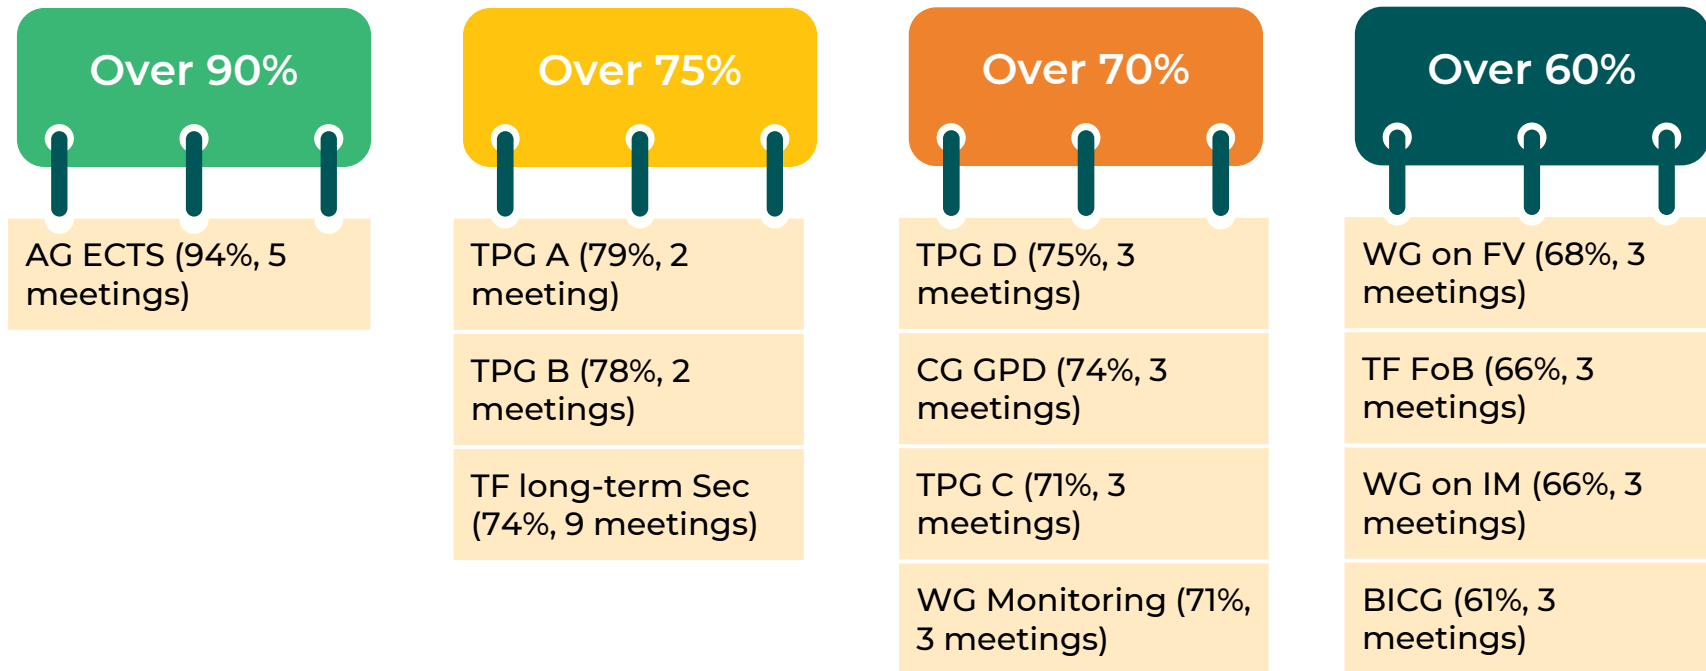 Over 90%
AG ECTS (94%, 5
meetings)
Over 75%
TPG A (79%, 2
meeting)
TPG B (78%, 2
meetings)
TF long-term Sec
(74%, 9 meetings)
Over 70%
TPG D (75%, 3
meetings)
CG GPD (74%, 3
meetings)
TPG C (71%, 3
meetings)
WG Monitoring (71%,
3 meetings)
Over 60%
WG on FV (68%, 3
meetings)
TF FoB (66%, 3
meetings)
WG on IM (66%, 3
meetings)
BICG (61%, 3
meetings)